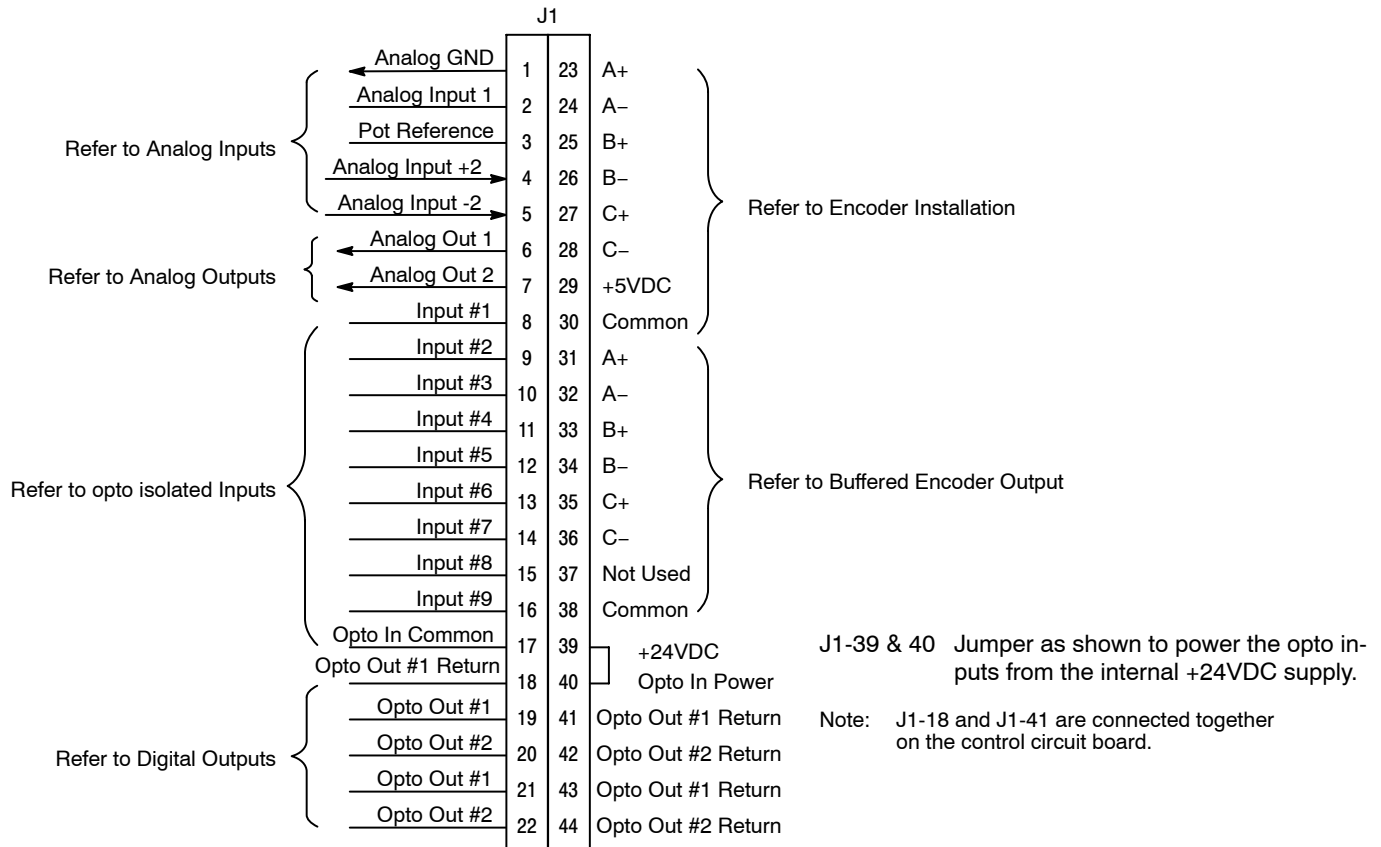 J1
Refer to Analog Inputs
Analog GND 1 23 A+
Analog Input 1 2 24 A−
Pot Reference 3 25 B+
Analog Input +2 4 26 B−
Analog Input -2 5 27 C+
Refer to Encoder Installation
Refer to Analog Outputs
Analog Out 1 6 28 C−
Analog Out 2 7 29 +5VDC
Refer to opto isolated Inputs
Input #1 8 30 Common
Input #2 9 31 A+
Input #3 10 32 A−
Input #4 11 33 B+
Input #5 12 34 B−
Input #6 13 35 C+
Input #7 14 36 C−
Input #8 15 37 Not Used
Input #9 16 38 Common
Refer to Buffered Encoder Output
Opto In Common 17 39 +24VDC
Opto Out #1 Return 18 40 Opto In Power
J1-39 & 40 Jumper as shown to power the opto in-
puts from the internal +24VDC supply.
Refer to Digital Outputs
Opto Out #1 19 41 Opto Out #1 Return
Opto Out #2 20 42 Opto Out #2 Return
Opto Out #1 21 43 Opto Out #1 Return
Opto Out #2 22 44 Opto Out #2 Return
Note: J1-18 and J1-41 are connected together
on the control circuit board.